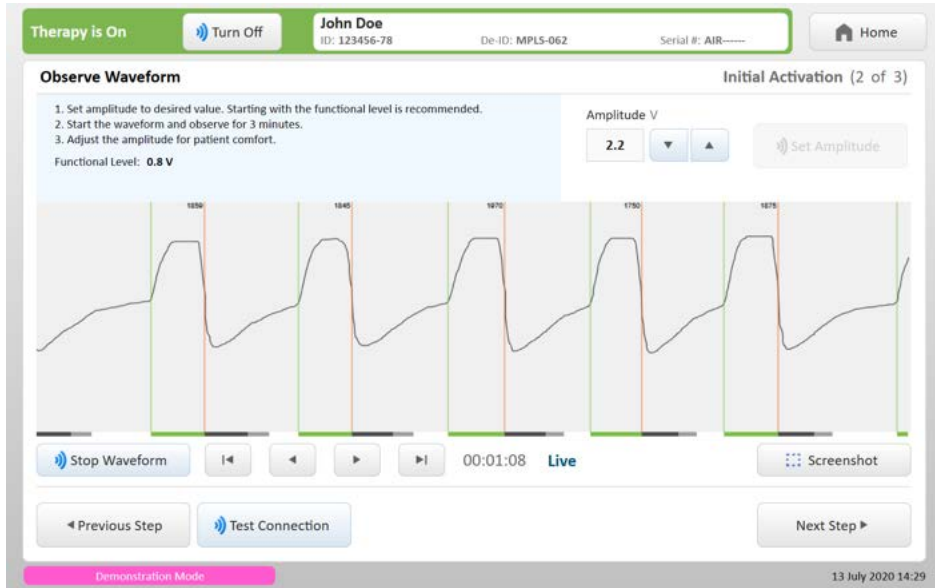 Therapy is On
Turn Off
John Doe
ID: 123456-78 De-ID: MPLS-062 Serial #: AIR------
Home
Observe Waveform
Initial Activation (2 of 3)
1. Set amplitude to desired value. Starting with the functional level is recommended.
2. Start the waveform and observe for 3 minutes.
3. Adjust the amplitude for patient comfort.
Functional Level: 0.8 V
Amplitude V
2.2
Set Amplitude
1859 1845 1970 1750 1875
Stop Waveform
00:01:08 Live
Screenshot
Previous Step
Test Connection
Next Step
Demonstration Mode
13 July 2020 14:29